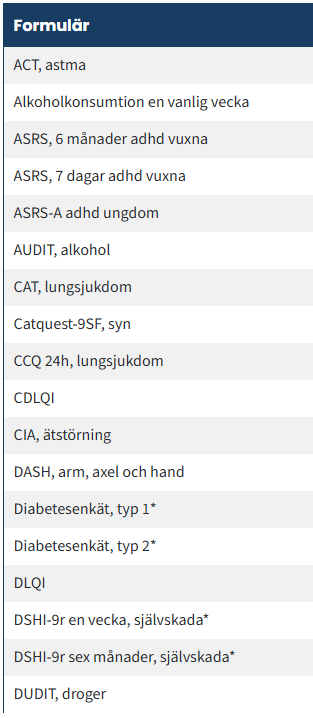 Formulär
ACT, astma
Alkoholkonsumtion en vanlig vecka
ASRS, 6 månader adhd vuxna
ASRS, 7 dagar adhd vuxna
ASRS-A adhd ungdom
AUDIT, alkohol
CAT, lungsjukdom
Catquest-9SF, syn
CCQ 24h, lungsjukdom
CDLQI
CIA, ätstörning
DASH, arm, axel och hand
Diabetesenkät, typ 1*
Diabetesenkät, typ 2*
DLQI
DSHI-9r en vecka, självskada*
DSHI-9r sex månader, självskada*
DUDIT, droger